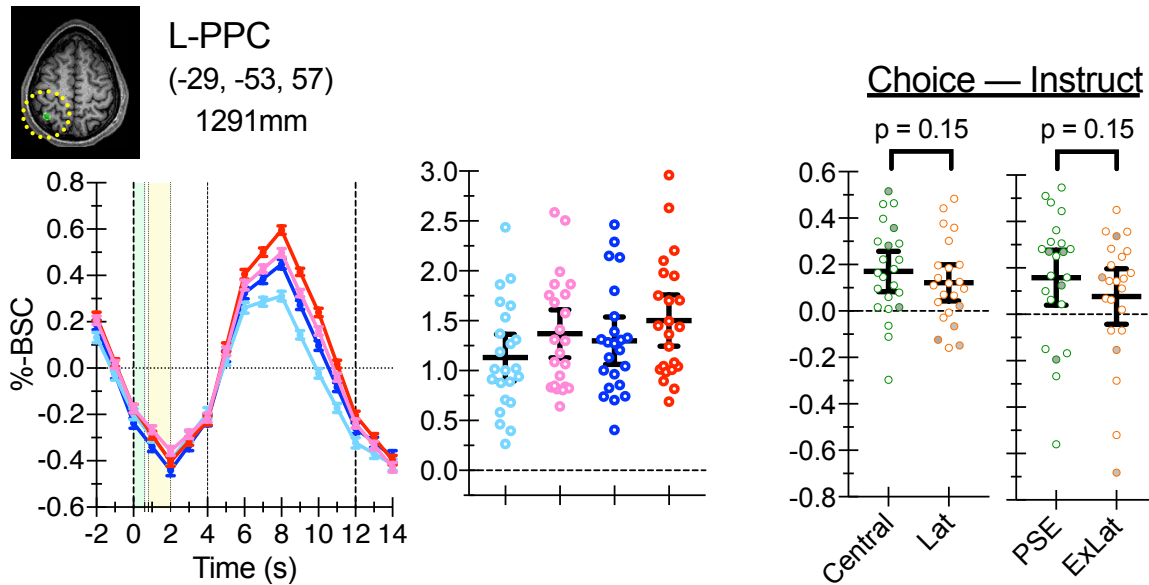 L-PPC
(-29, -53, 57)
1291mm
Choice — Instruct
p = 0.15
p = 0.15
%-BSC
0.8
0.6
0.4
0.2
0.0
-0.2
-0.4
-0.6
-2 0 2 4 6 8 10 12 14
Time (s)
3.0
2.5
2.0
1.5
1.0
0.5
0.0
0.6
0.4
0.2
0.0
-0.2
-0.4
-0.6
-0.8
Central Lat
PSE ExLat